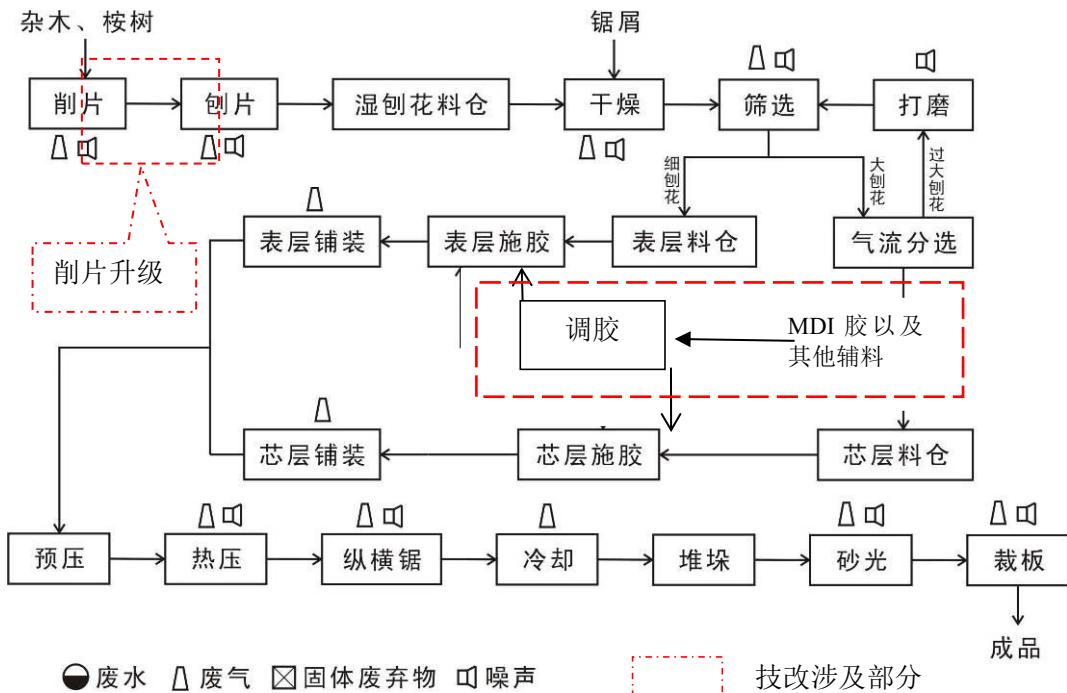 杂木、桉树
锯屑
削片
刨片
湿刨花料仓
干燥
筛选
打磨
细刨花
大刨花
过大刨花
表层铺装
表层施胶
表层料仓
气流分选
削片升级
调胶
MDI 胶以及
其他辅料
芯层铺装
芯层施胶
芯层料仓
预压
热压
纵横锯
冷却
堆垛
砂光
裁板
成品
废水 废气 固体废弃物 噪声 技改涉及部分